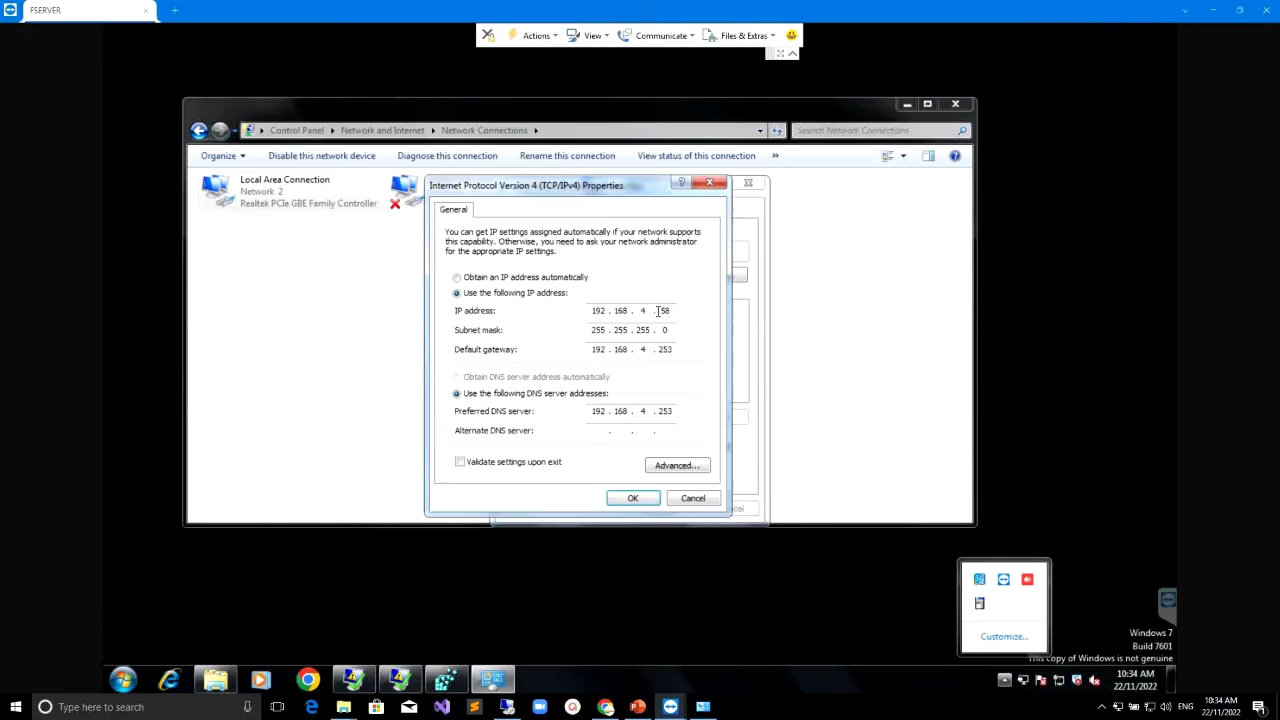 FSERVER
Actions
View
Communicate
Files & Extras
Control Panel
Network and Internet
Network Connections
Search Network Connections
Organize
Disable this network device
Diagnose this connection
Rename this connection
View status of this connection
»
Local Area Connection
Network 2
Realtek PCIe GBE Family Controller
Internet Protocol Version 4 (TCP/IPv4) Properties
General
You can get IP settings assigned automatically if your network supports
this capability. Otherwise, you need to ask your network administrator
for the appropriate IP settings.
Obtain an IP address automatically
Use the following IP address:
IP address: 192 . 168 . 4 . 58
Subnet mask: 255 . 255 . 255 . 0
Default gateway: 192 . 168 . 4 . 253
Obtain DNS server address automatically
Use the following DNS server addresses:
Preferred DNS server: 192 . 168 . 4 . 253
Alternate DNS server: . . .
Validate settings upon exit
Advanced...
OK
Cancel
Customize...
Windows 7
Build 7601
This copy of Windows is not genuine
10:34 AM
22/11/2022
Type here to search
ENG
10:34 AM
22/11/2022